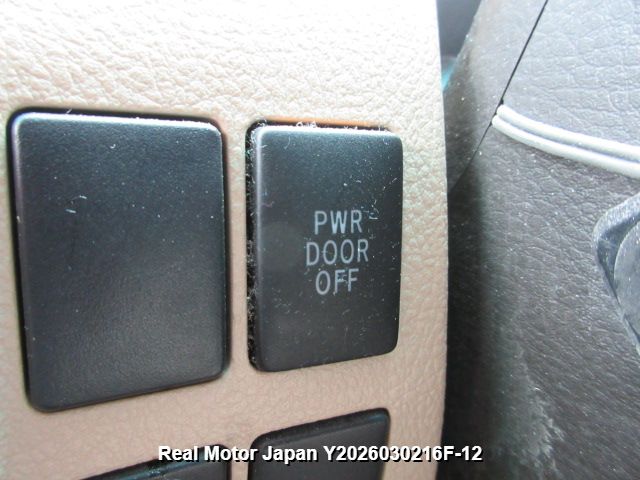 PWR
DOOR
OFF
Real Motor Japan Y2026030216F-12